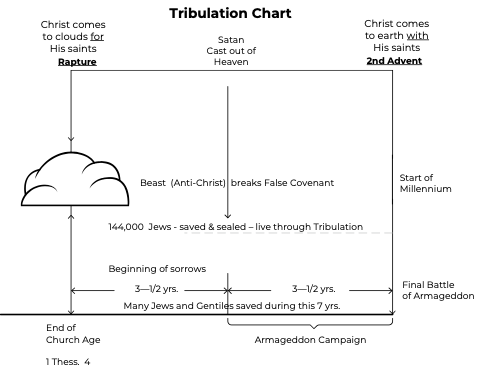 Tribulation Chart
Christ comes
to clouds for
His saints
Rapture
Satan
Cast out of
Heaven
Christ comes
to earth with
His saints
2nd Advent
Beast (Anti-Christ) breaks False Covenant
Start of
Millennium
144,000 Jews - saved & sealed – live through Tribulation
Beginning of sorrows
3—1/2 yrs.
3—1/2 yrs.
Final Battle
of Armageddon
Many Jews and Gentiles saved during this 7 yrs.
End of
Church Age
Armageddon Campaign
1 Thess. 4